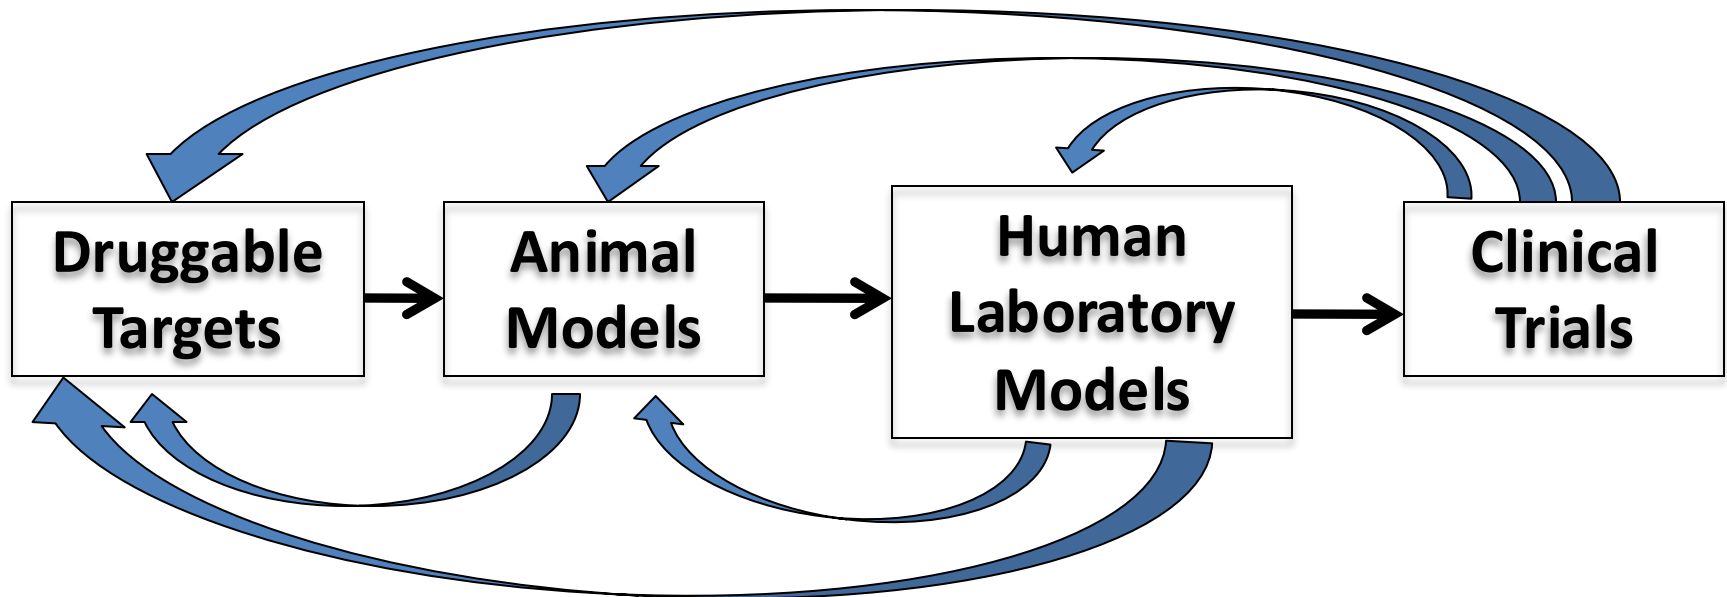 Druggable
Targets
Animal
Models
Human
Laboratory
Models
Clinical
Trials